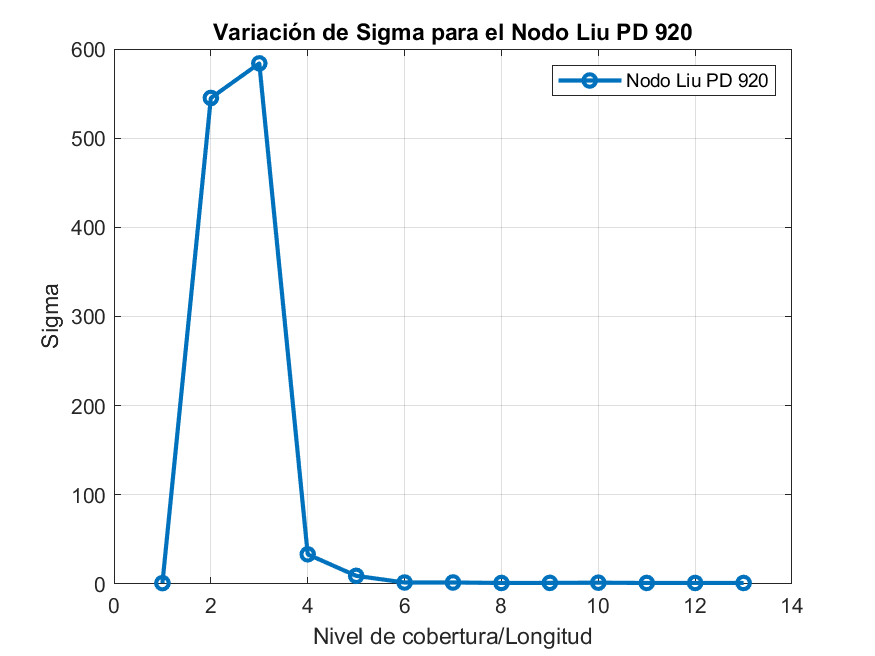 Variación de Sigma para el Nodo Liu PD 920
Nodo Liu PD 920
600
500
400
300
200
100
0
Sigma
0 2 4 6 8 10 12 14
Nivel de cobertura/Longitud